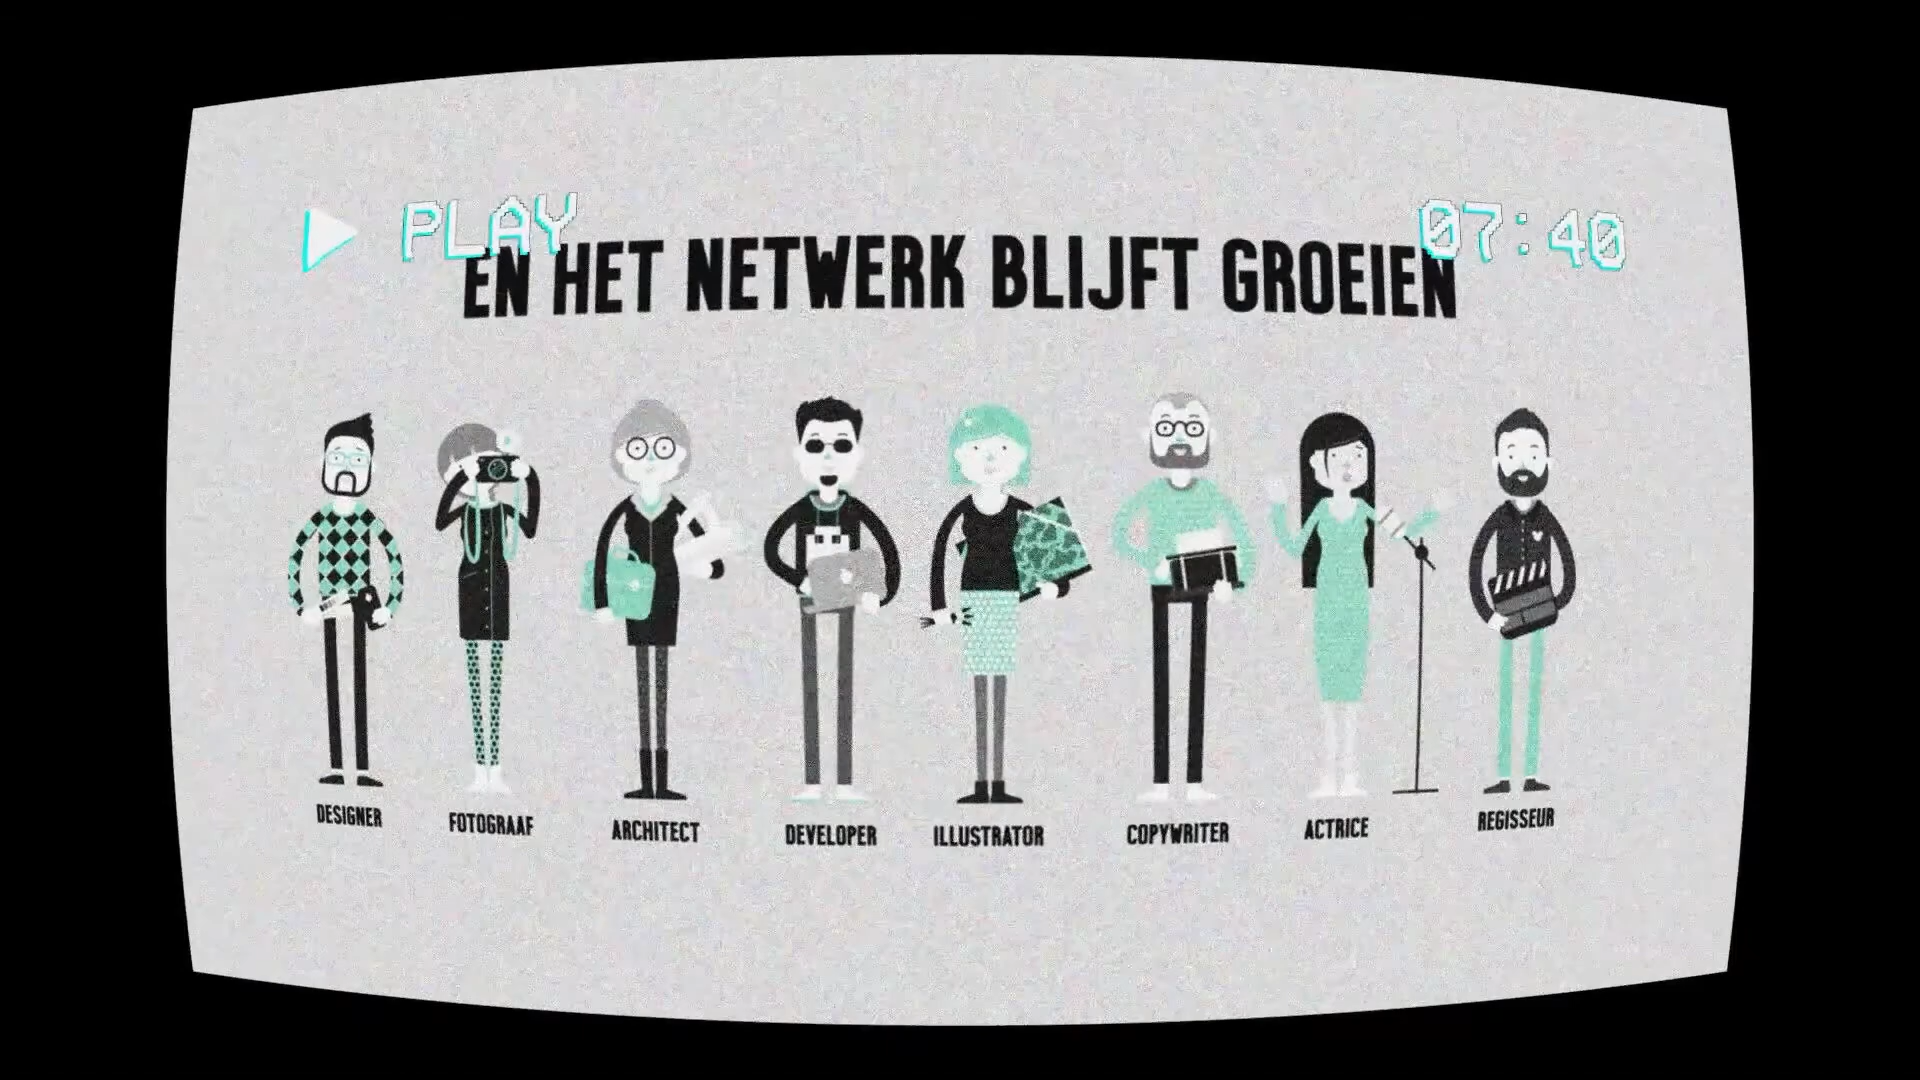 PLAY
07:40
EN HET NETWERK BLIJFT GROEIEN
DESIGNER
FOTOGRAAF
ARCHITECT
DEVELOPER
ILLUSTRATOR
COPYWRITER
ACTRICE
REGISSEUR